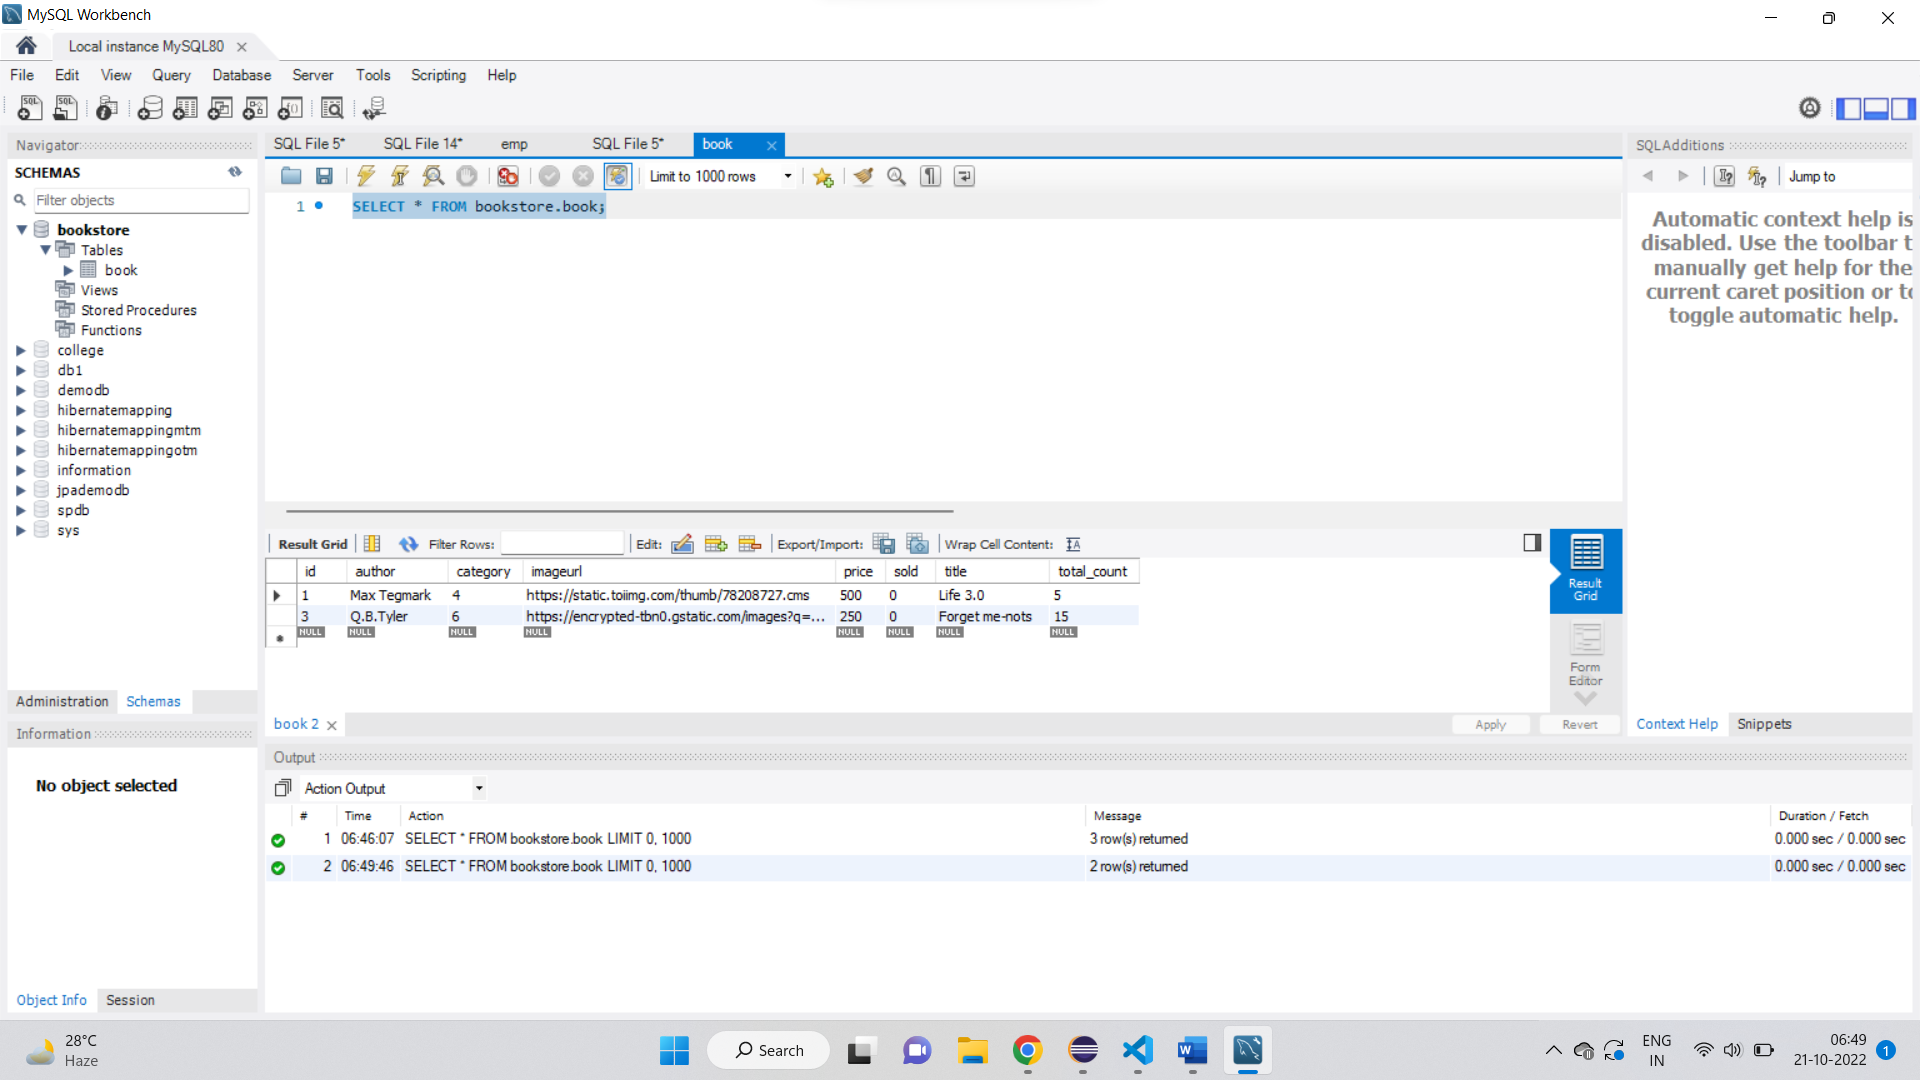 MySQL Workbench
Local instance MySQL80
File Edit View Query Database Server Tools Scripting Help
Navigator
SCHEMAS
Filter objects
bookstore
Tables
book
Views
Stored Procedures
Functions
college
db1
demodb
hibernatemapping
hibernatemappingmtm
hibernatemappingotm
information
jpademodb
spdb
sys
Administration Schemas
Information
No object selected
Object Info Session
SQL File 5* SQL File 14* emp SQL File 5* book
Limit to 1000 rows
1 SELECT * FROM bookstore.book;
Result Grid Filter Rows: Edit: Export/Import: Wrap Cell Content:
id author category imageurl price sold title total_count
1 Max Tegmark 4 https://static.toiimg.com/thumb/78208727.cms 500 0 Life 3.0 5
3 Q.B.Tyler 6 https://encrypted-tbn0.gstatic.com/images?q=... 250 0 Forget me-nots 15
NULL NULL NULL NULL NULL NULL NULL NULL
Result
Grid
Form
Editor
book 2 Apply Revert
SQLAdditions
Jump to
Automatic context help is
disabled. Use the toolbar t
manually get help for the
current caret position or to
toggle automatic help.
Context Help Snippets
Output
Action Output
# Time Action Message Duration / Fetch
1 06:46:07 SELECT * FROM bookstore.book LIMIT 0, 1000 3 row(s) returned 0.000 sec / 0.000 sec
2 06:49:46 SELECT * FROM bookstore.book LIMIT 0, 1000 2 row(s) returned 0.000 sec / 0.000 sec
28°C
Haze
Search
ENG
IN
06:49
21-10-2022
1